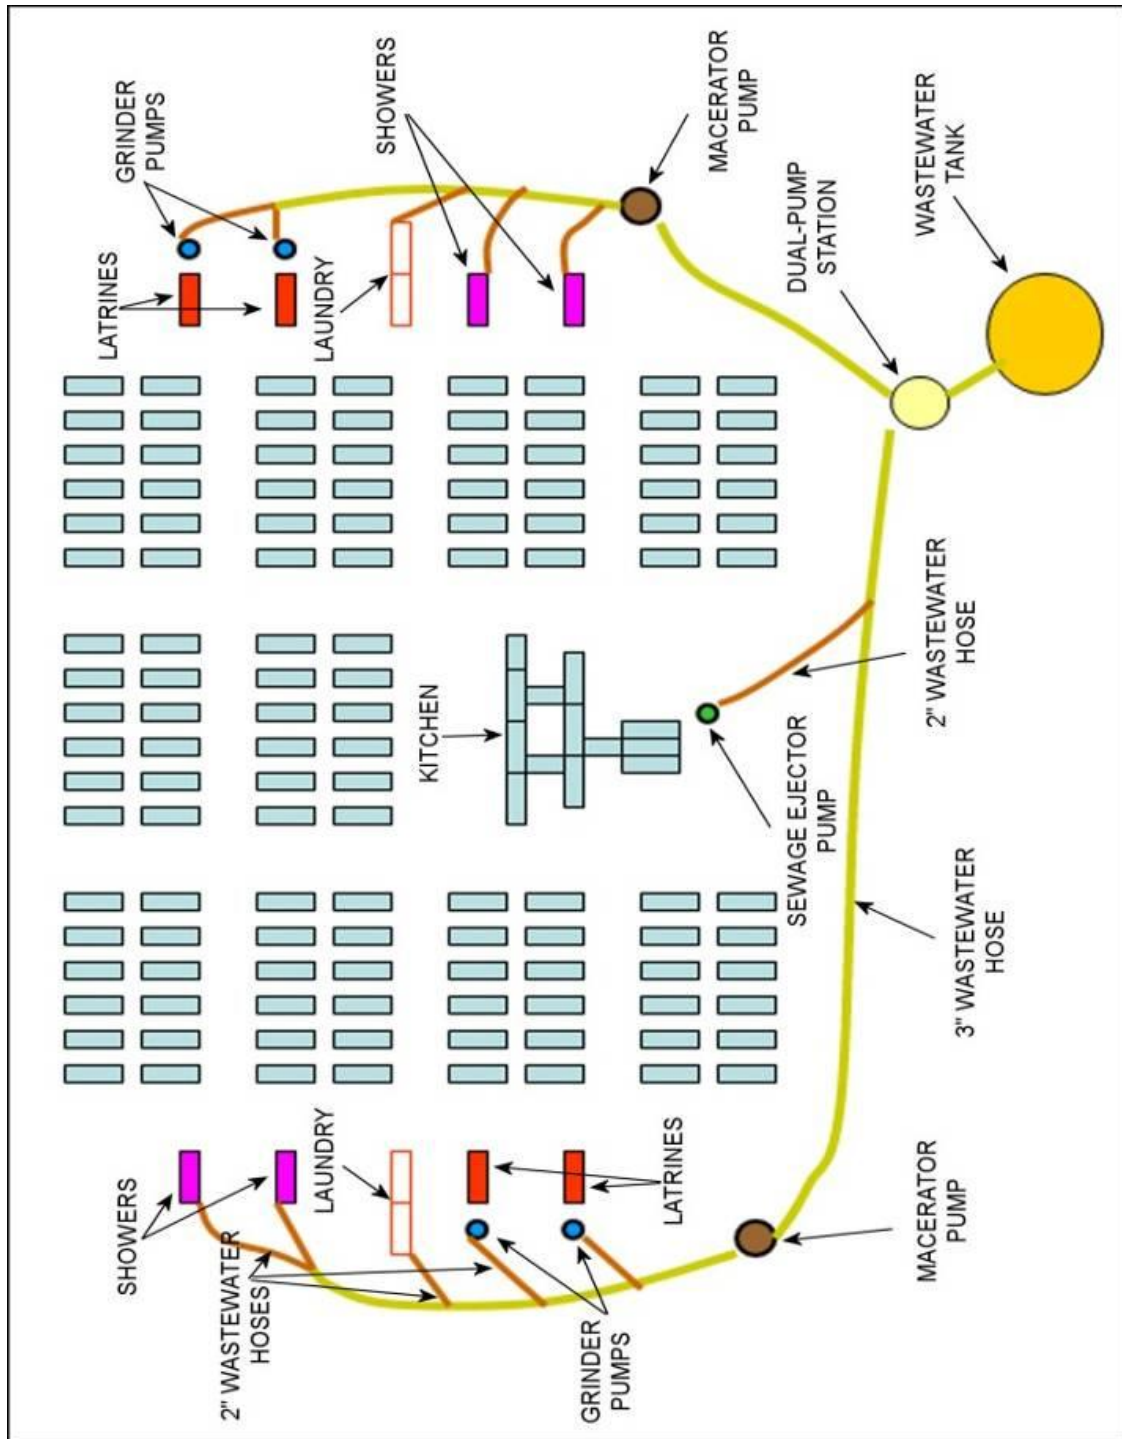 SHOWERS
LATRINES
GRINDER
PUMPS
2" WASTEWATER
HOSES
LAUNDRY
LAUNDRY
SHOWERS
KITCHEN
GRINDER
PUMPS
LATRINES
MACERATOR
PUMP
SEWAGE EJECTOR
PUMP
DUAL-PUMP
STATION
MACERATOR
PUMP
3" WASTEWATER
HOSE
2" WASTEWATER
HOSE
WASTEWATER
TANK